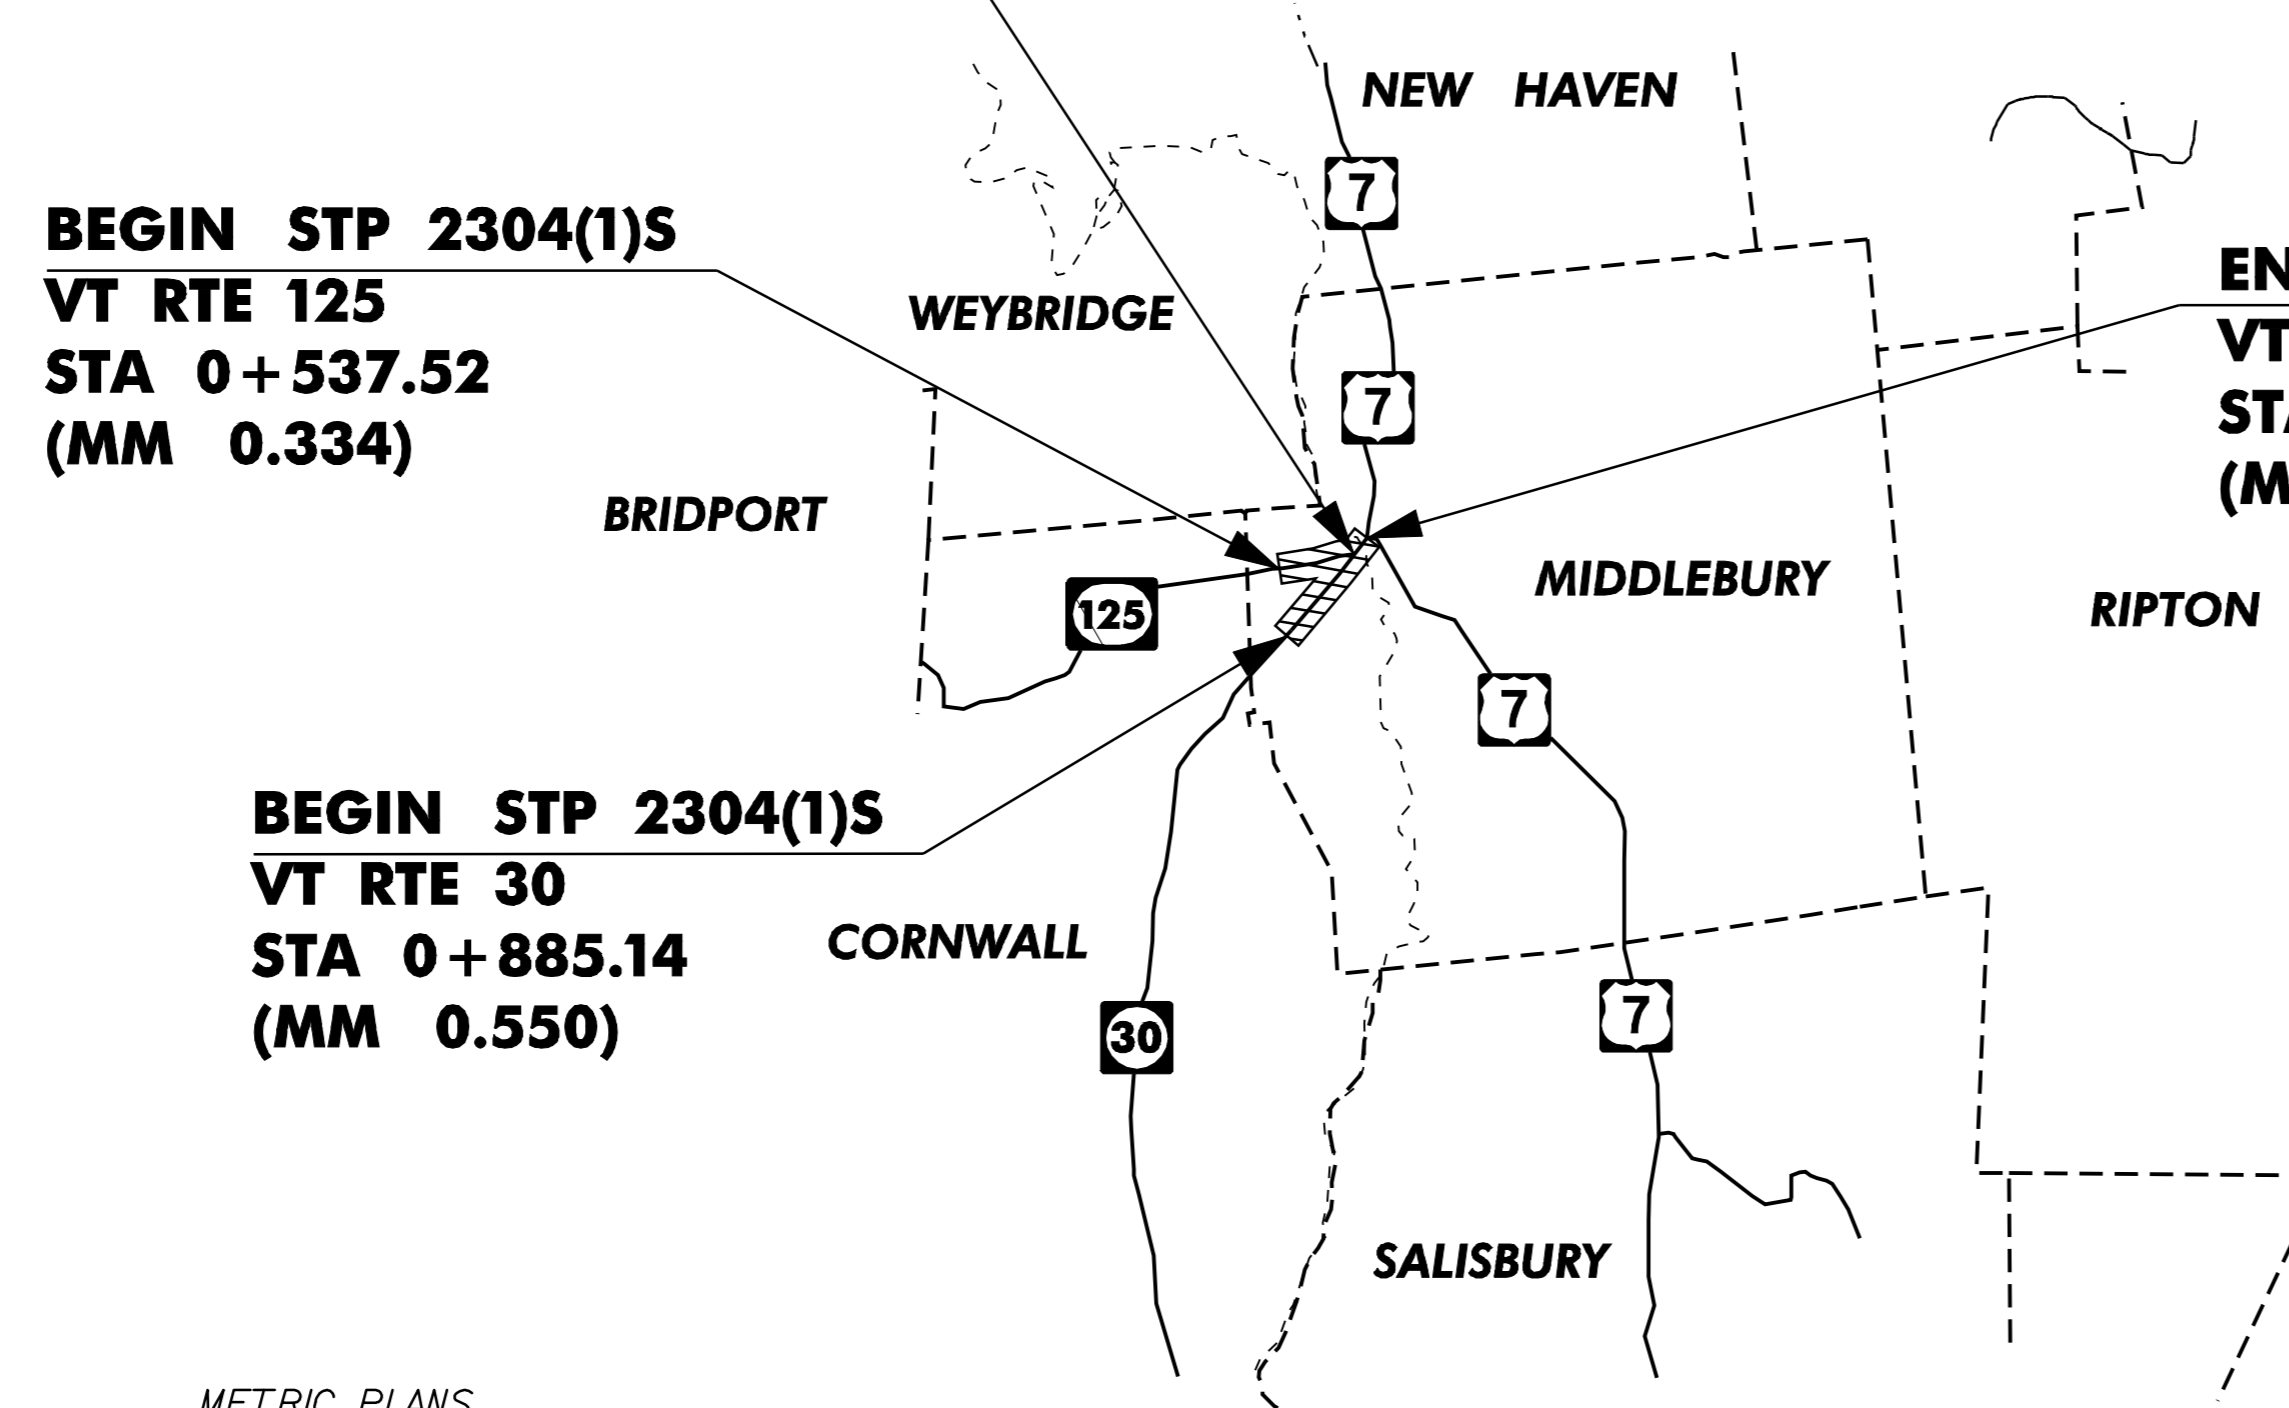 NEW HAVEN
7
BEGIN STP 2304(1)S
VT RTE 125
STA 0+537.52
(MM 0.334)
WEYBRIDGE
7
BRIDPORT
MIDDLEBURY
RIPTON
125
7
BEGIN STP 2304(1)S
VT RTE 30
STA 0+885.14
(MM 0.550)
CORNWALL
30
7
SALISBURY
METRIC PLANS